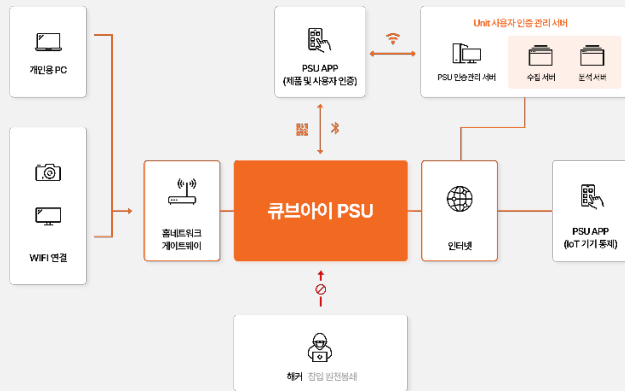 개인용 PC
PSU APP
(제품 및 사용자 인증)
Unit 사용자 인증 관리 서버
PSU 인증관리 서버
수집 서버
분석 서버
WIFI 연결
홈네트워크
게이트웨이
큐브아이 PSU
인터넷
PSU APP
(IoT 기기 통제)
해커 침입 원천봉쇄